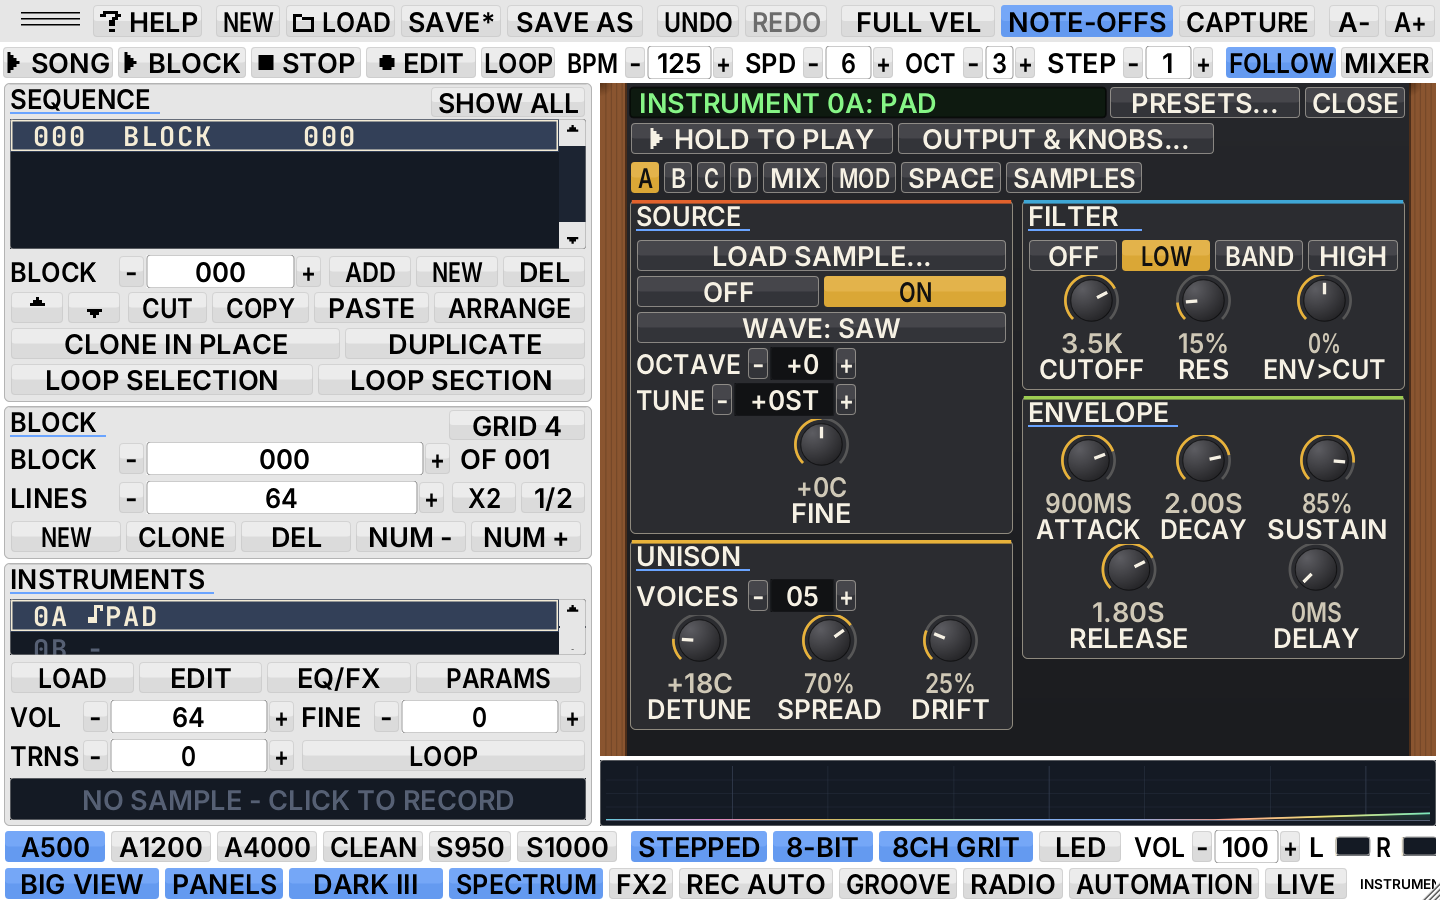 HELP NEW LOAD SAVE* SAVE AS UNDO REDO FULL VEL NOTE-OFFS CAPTURE A- A+
SONG BLOCK STOP EDIT LOOP BPM - 125 + SPD - 6 + OCT - 3 + STEP - 1 + FOLLOW MIXER
SEQUENCE SHOW ALL
000 BLOCK 000
BLOCK - 000 + ADD NEW DEL
CUT COPY PASTE ARRANGE
CLONE IN PLACE DUPLICATE
LOOP SELECTION LOOP SECTION
BLOCK GRID 4
BLOCK - 000 + OF 001
LINES - 64 + X2 1/2
NEW CLONE DEL NUM - NUM +
INSTRUMENTS
0A PAD
0B -
LOAD EDIT EQ/FX PARAMS
VOL - 64 + FINE - 0 +
TRNS - 0 + LOOP
NO SAMPLE - CLICK TO RECORD
INSTRUMENT 0A: PAD PRESETS... CLOSE
HOLD TO PLAY OUTPUT & KNOBS...
A B C D MIX MOD SPACE SAMPLES
SOURCE
LOAD SAMPLE...
OFF ON
WAVE: SAW
OCTAVE - +0 +
TUNE - +0ST +
+0C
FINE
UNISON
VOICES - 05 +
+18C 70% 25%
DETUNE SPREAD DRIFT
FILTER
OFF LOW BAND HIGH
3.5K 15% 0%
CUTOFF RES ENV>CUT
ENVELOPE
900MS 2.00S 85%
ATTACK DECAY SUSTAIN
1.80S 0MS
RELEASE DELAY
A500 A1200 A4000 CLEAN S950 S1000 STEPPED 8-BIT 8CH GRIT LED VOL - 100 + L R
BIG VIEW PANELS DARK III SPECTRUM FX2 REC AUTO GROOVE RADIO AUTOMATION LIVE